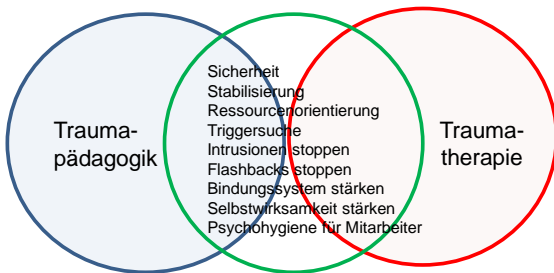 Sicherheit
Stabilisierung
Ressourcenorientierung
Triggersuche
Intrusionen stoppen
Flashbacks stoppen
Bindungssystem stärken
Selbstwirksamkeit stärken
Psychohygiene für Mitarbeiter
Trauma-
pädagogik
Trauma-
therapie